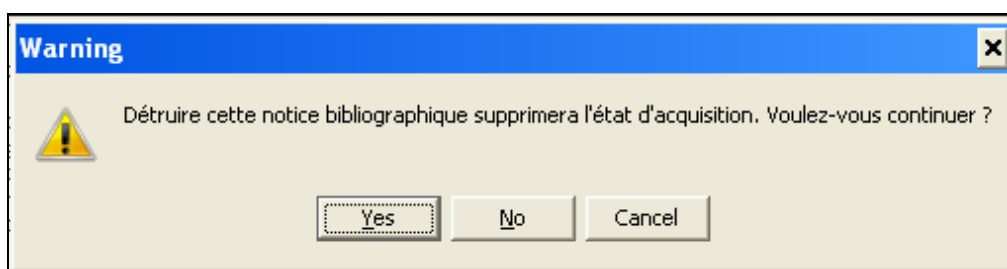 Warning
Détruire cette notice bibliographique supprimera l'état d'acquisition. Voulez-vous continuer ?
Yes No Cancel